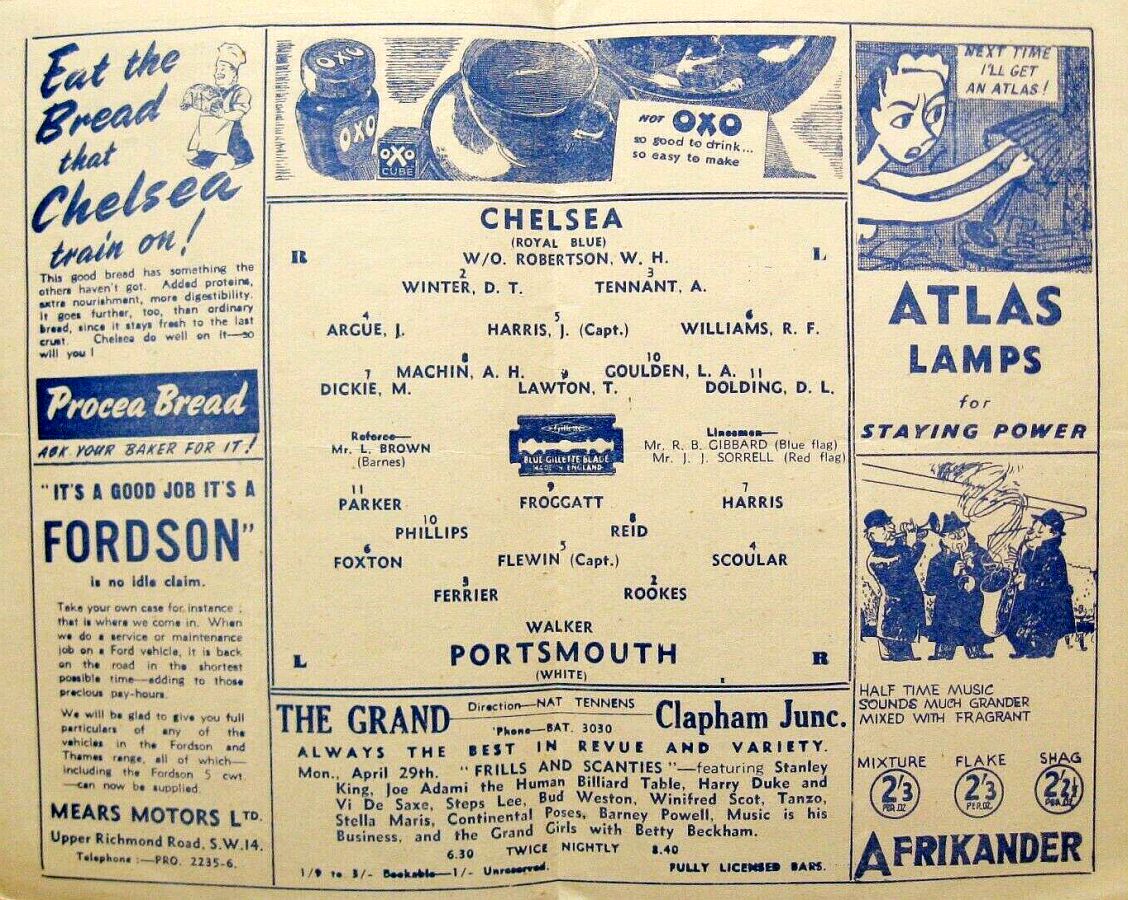 Eat the
Bread
that
Chelsea
train on!
This good bread has something the
others haven't got. Added proteins,
extra nourishment, more digestibility.
It goes further, too, than ordinary
bread, since it stays fresh to the last
crust. Chelsea do well on it—so
will you!
Procea Bread
ASK YOUR BAKER FOR IT!
"IT'S A GOOD JOB IT'S A
FORDSON"
is no idle claim.
Take your own case for instance ;
that is where we come in. When
we do a service or maintenance
job on a Ford vehicle, it is back
on the road in the shortest
possible time—adding to those
precious pay-hours.
We will be glad to give you full
particulars of any of the
vehicles in the Fordson and
Thames range, all of which—
including the Fordson 5 cwt.
—can now be supplied.
MEARS MOTORS LTD.
Upper Richmond Road, S.W.14.
Telephone :—PRO. 2235-6.
OXO
OXO
OXO
CUBE
HOT OXO
so good to drink...
so easy to make
CHELSEA
(ROYAL BLUE)
R W/O. ROBERTSON, W. H. L
2 3
WINTER, D. T. TENNANT, A.
4 5 6
ARGUE, J. HARRIS, J. (Capt.) WILLIAMS, R. F.
8 10
MACHIN, A. H. GOULDEN, L. A.
7 9 11
DICKIE, M. LAWTON, T. DOLDING, D. L.
Referee—
Mr. L. BROWN
(Barnes)
Gillette
BLUE GILLETTE BLADE
MADE IN ENGLAND
Linesmen—
Mr. R. B. GIBBARD (Blue flag)
Mr. J. J. SORRELL (Red flag)
11 9 7
PARKER FROGGATT HARRIS
10 8
PHILLIPS REID
6 5 4
FOXTON FLEWIN (Capt.) SCOULAR
3 2
FERRIER ROOKES
WALKER
L PORTSMOUTH R
(WHITE)
THE GRAND Direction—NAT TENNENS Clapham Junc.
'Phone—BAT. 3030
ALWAYS THE BEST IN REVUE AND VARIETY.
Mon., April 29th. "FRILLS AND SCANTIES"—featuring Stanley
King, Joe Adami the Human Billiard Table, Harry Duke and
Vi De Saxe, Steps Lee, Bud Weston, Winifred Scot, Tanzo,
Stella Maris, Continental Poses, Barney Powell, Music is his
Business, and the Grand Girls with Betty Beckham.
6.30 TWICE NIGHTLY 8.40
1/9 to 3/- Bookable—1/- Unreserved. FULLY LICENSED BARS.
NEXT TIME
I'LL GET
AN ATLAS!
ATLAS
LAMPS
for
STAYING POWER
HALF TIME MUSIC
SOUNDS MUCH GRANDER
MIXED WITH FRAGRANT
MIXTURE FLAKE SHAG
2'3 2'3 2'2½
PER.OZ PER.OZ PER.OZ
AFRIKANDER